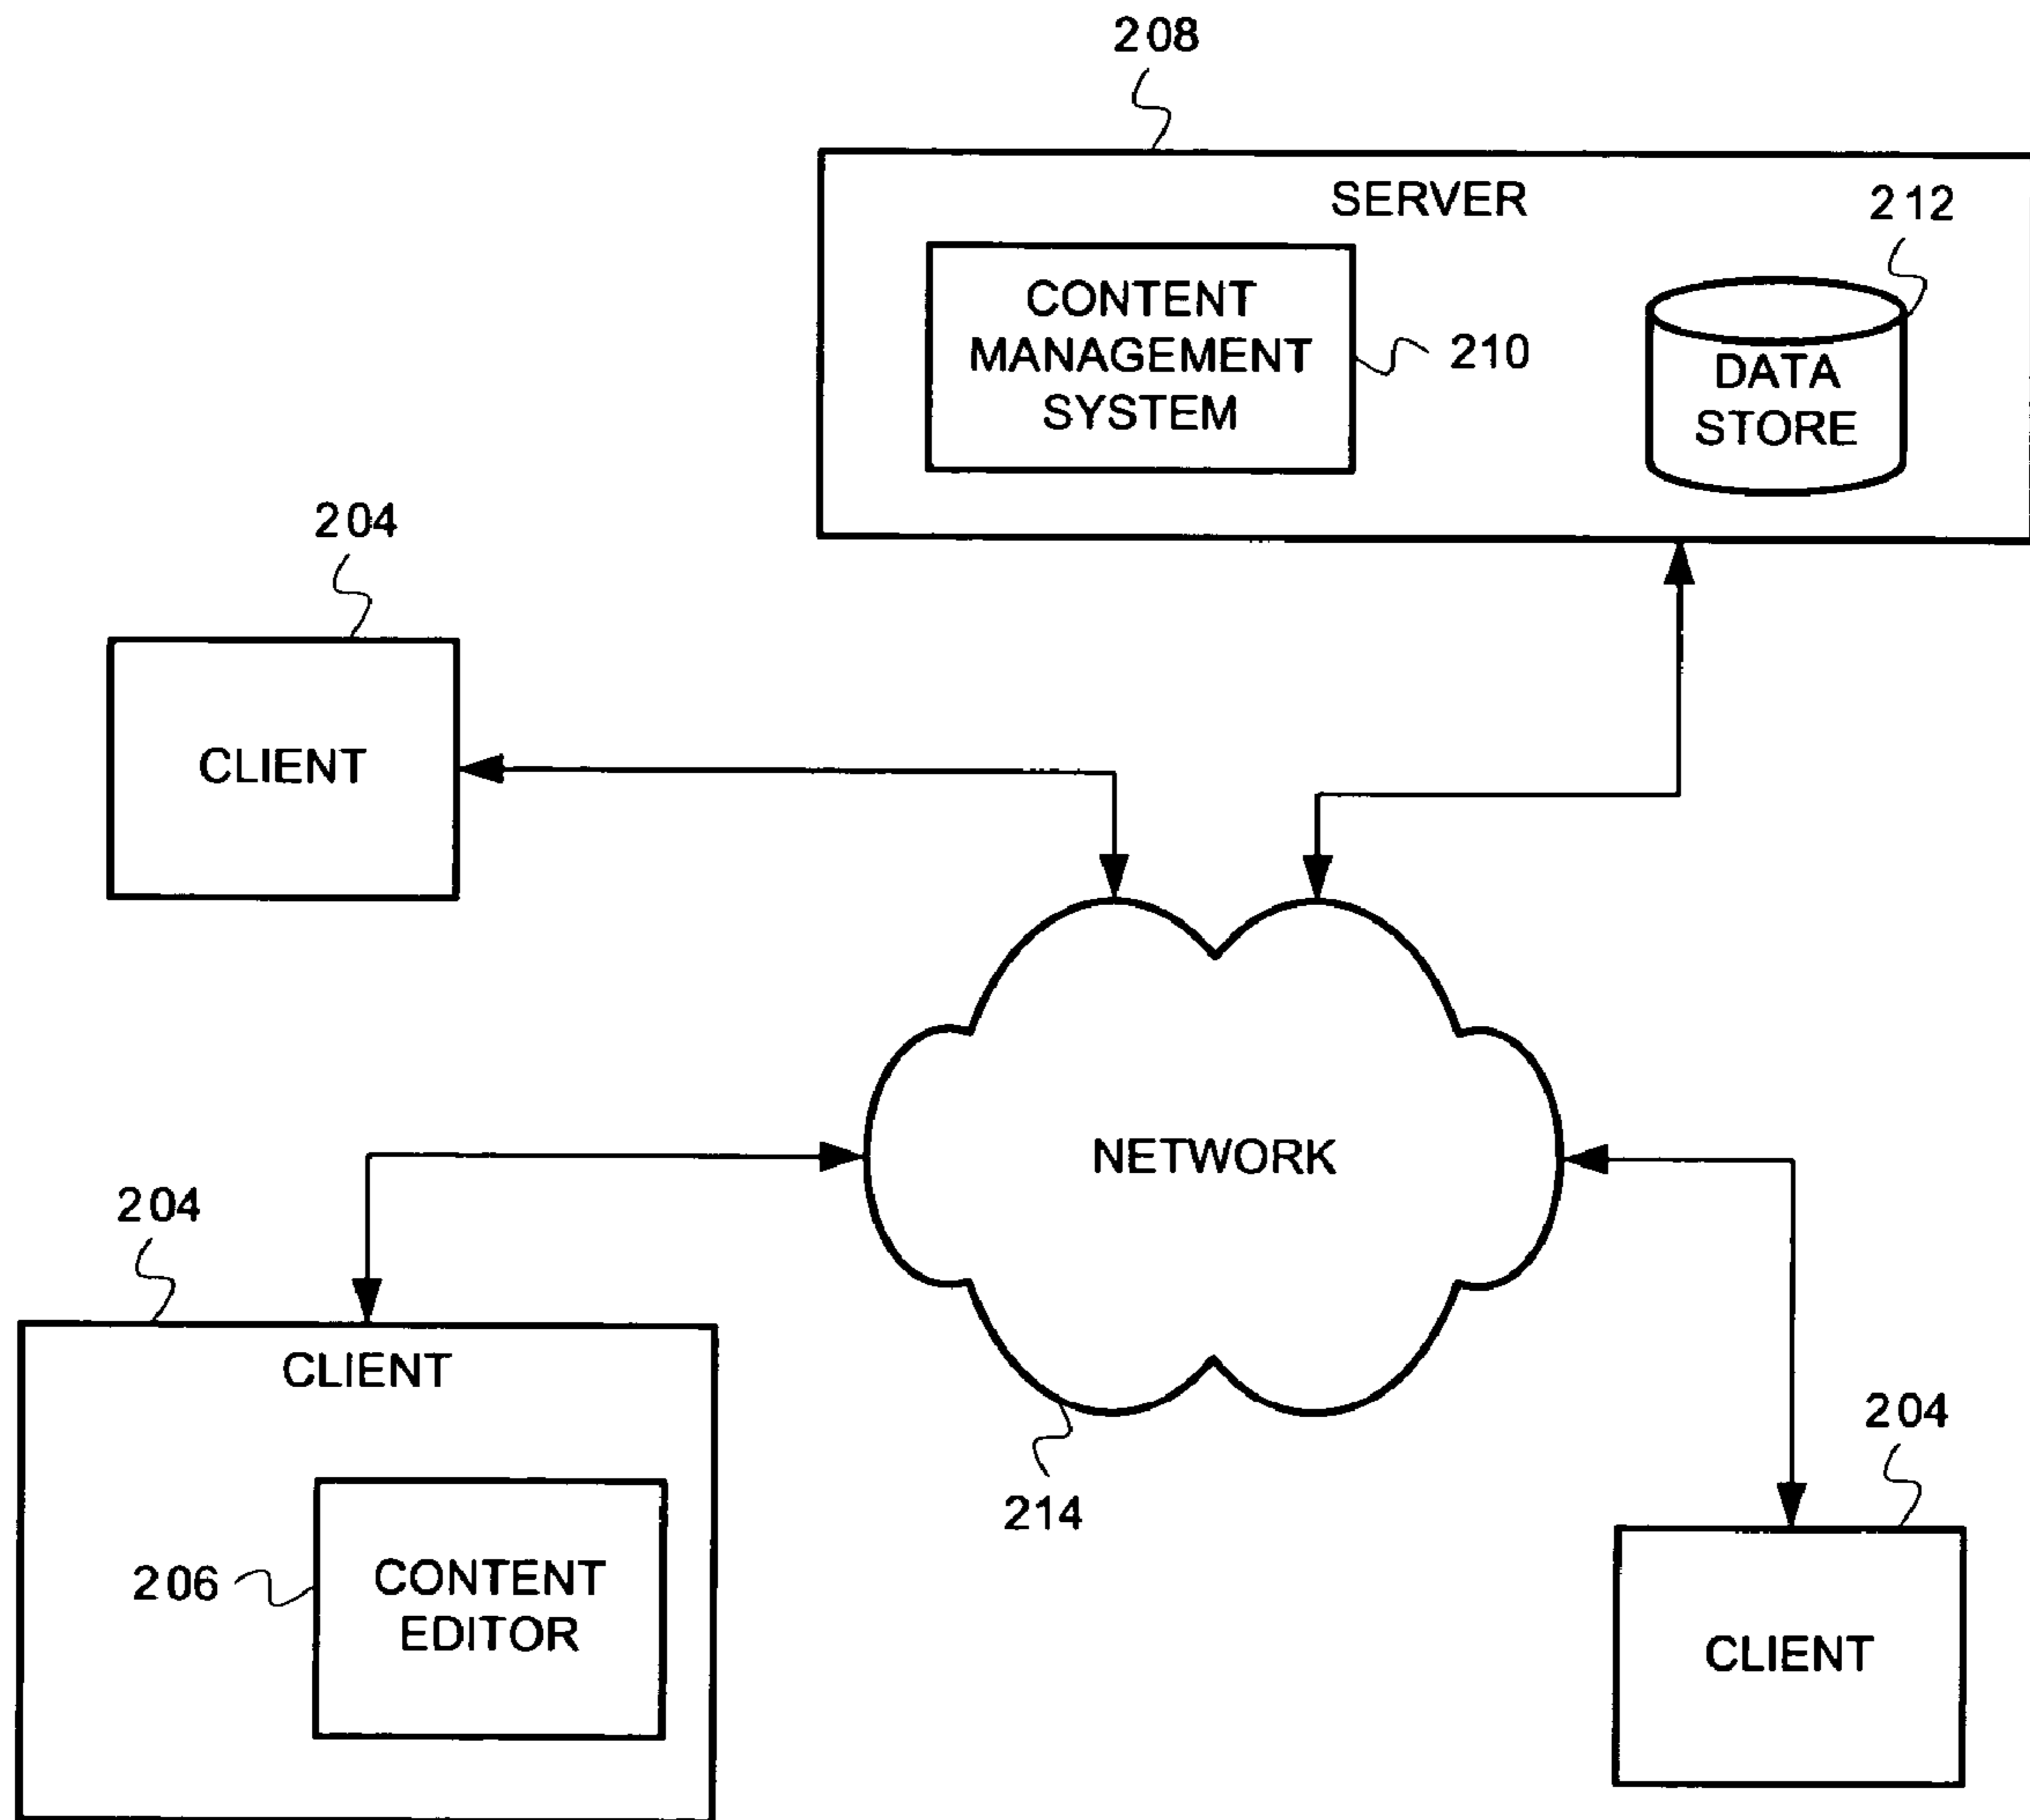 208
SERVER
212
CONTENT
MANAGEMENT
SYSTEM
210
DATA
STORE
204
CLIENT
NETWORK
204
CLIENT
206
CONTENT
EDITOR
214
204
CLIENT